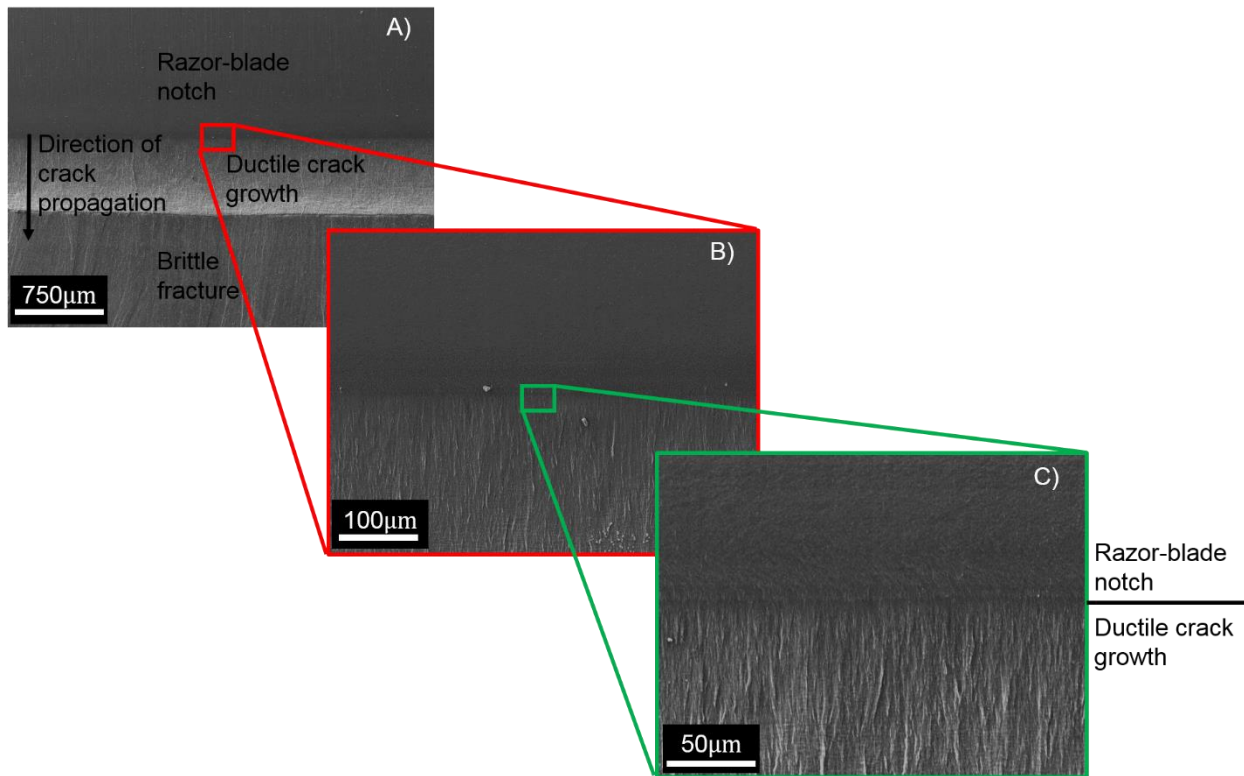 A)
Razor-blade
notch
Direction of
crack
propagation
Ductile crack
growth
Brittle
fracture
750μm
B)
100μm
C)
50μm
Razor-blade
notch
Ductile crack
growth